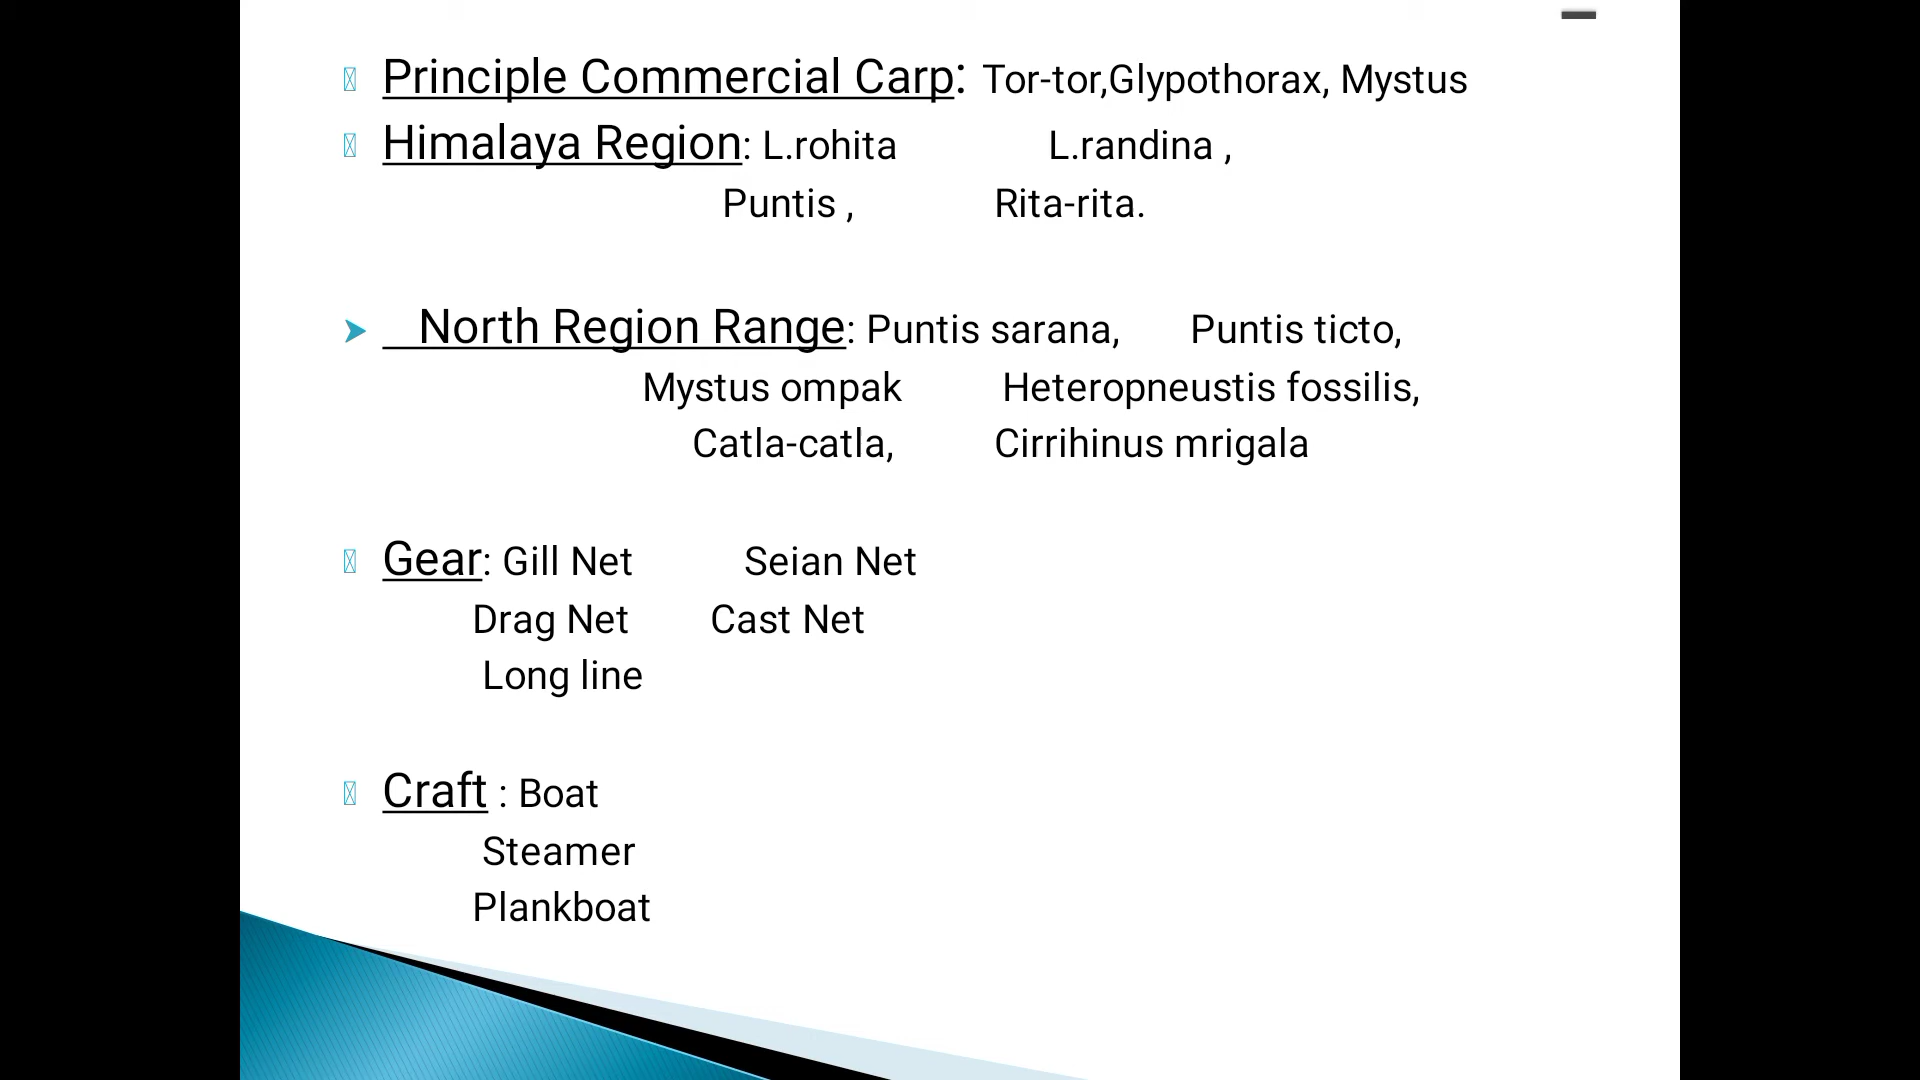 Principle Commercial Carp: Tor-tor,Glypothorax, Mystus
Himalaya Region: L.rohita L.randina ,
Puntis , Rita-rita.
North Region Range: Puntis sarana, Puntis ticto,
Mystus ompak Heteropneustis fossilis,
Catla-catla, Cirrihinus mrigala
Gear: Gill Net Seian Net
Drag Net Cast Net
Long line
Craft : Boat
Steamer
Plankboat